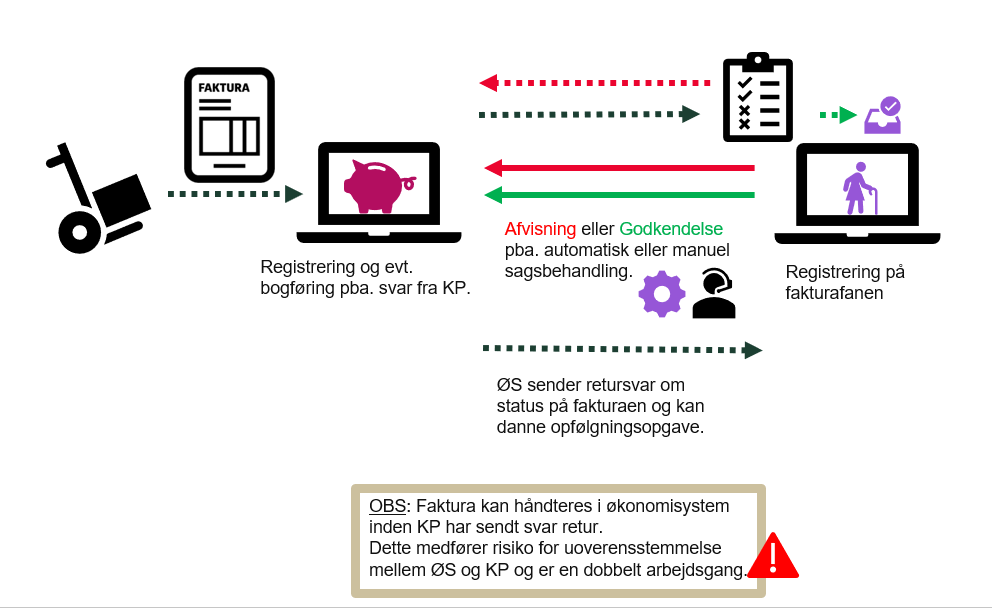 FAKTURA
Registrering og evt.
bogføring pba. svar fra KP.
Afvisning eller Godkendelse
pba. automatisk eller manuel
sagsbehandling.
Registrering på
fakturafanen
ØS sender retursvar om
status på fakturaen og kan
danne opfølgningsopgave.
OBS: Faktura kan håndteres i økonomisystem
inden KP har sendt svar retur.
Dette medfører risiko for uoverensstemmelse
mellem ØS og KP og er en dobbelt arbejdsgang.